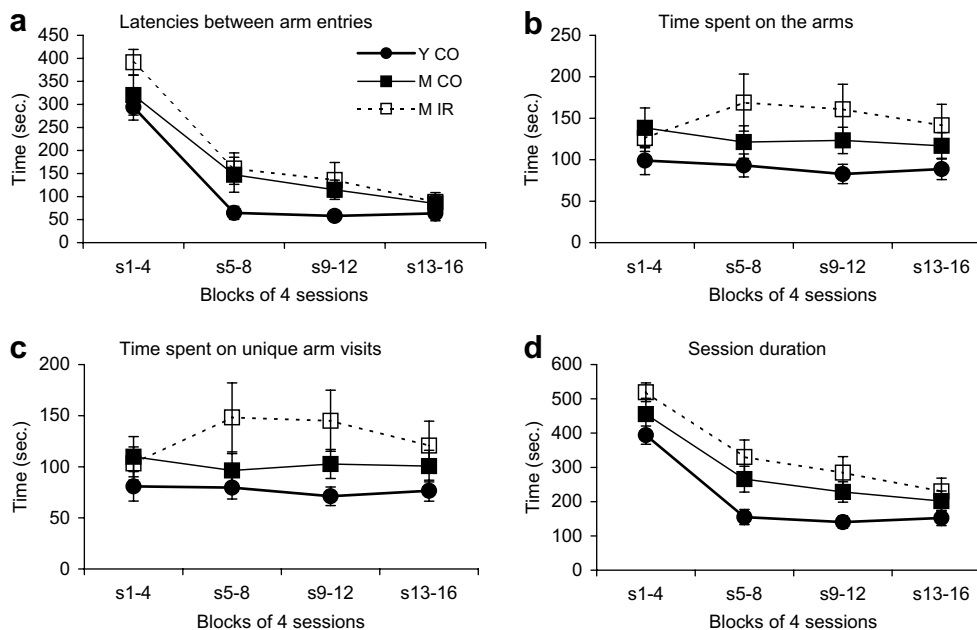 a Latencies between arm entries
450
400
350
300
250
200
150
100
50
0
Time (sec.)
s1-4 s5-8 s9-12 s13-16
Blocks of 4 sessions
Y CO
M CO
M IR
b Time spent on the arms
250
200
150
100
50
0
Time (sec.)
s1-4 s5-8 s9-12 s13-16
Blocks of 4 sessions
c Time spent on unique arm visits
200
150
100
50
0
Time (sec.)
s1-4 s5-8 s9-12 s13-16
Blocks of 4 sessions
d Session duration
600
500
400
300
200
100
0
Time (sec.)
s1-4 s5-8 s9-12 s13-16
Blocks of 4 sessions